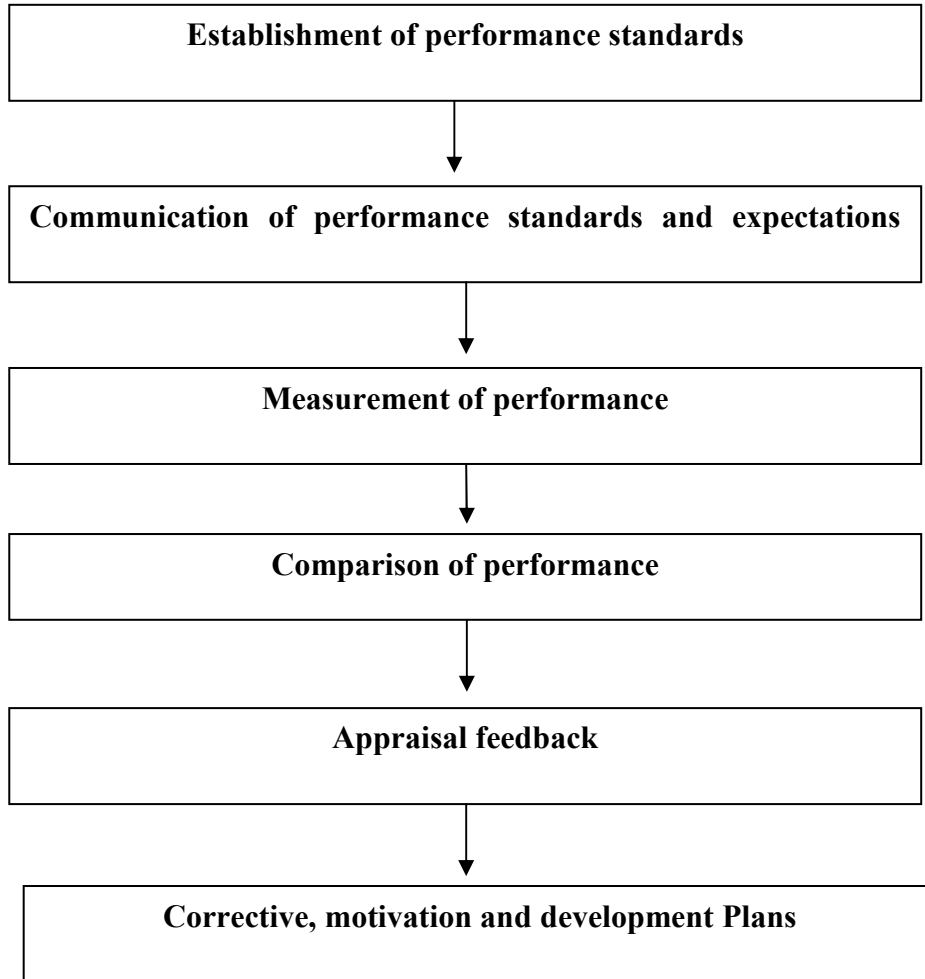 Establishment of performance standards
Communication of performance standards and expectations
Measurement of performance
Comparison of performance
Appraisal feedback
Corrective, motivation and development Plans